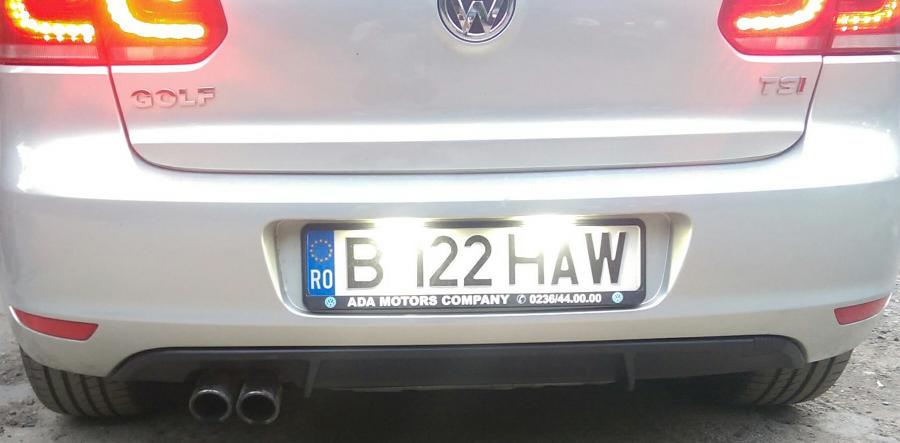 GOLF
TSI
RO B 122 HAW
ADA MOTORS COMPANY ✆ 0236/44.00.00